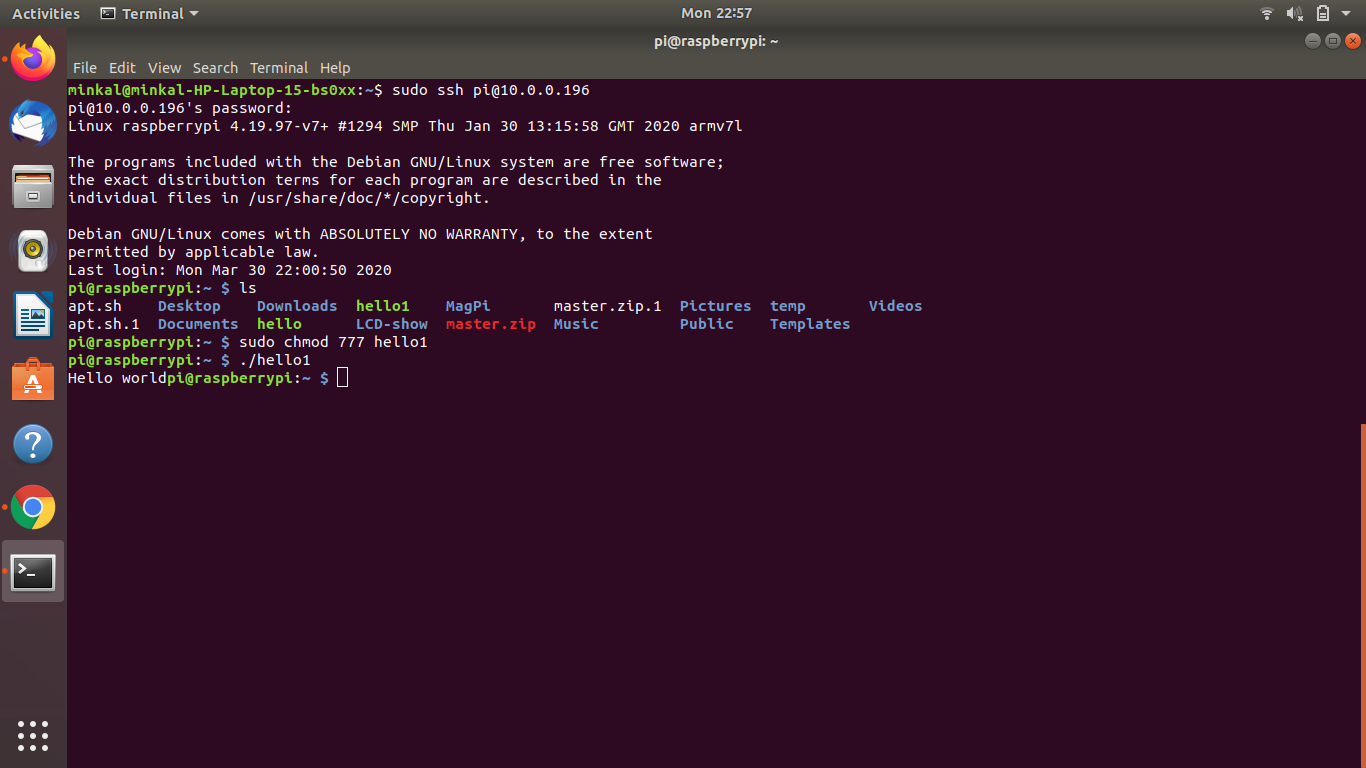 Activities Terminal Mon 22:57
pi@raspberrypi: ~
File Edit View Search Terminal Help
minkal@minkal-HP-Laptop-15-bs0xx:~$ sudo ssh pi@10.0.0.196
pi@10.0.0.196's password:
Linux raspberrypi 4.19.97-v7+ #1294 SMP Thu Jan 30 13:15:58 GMT 2020 armv7l

The programs included with the Debian GNU/Linux system are free software;
the exact distribution terms for each program are described in the
individual files in /usr/share/doc/*/copyright.

Debian GNU/Linux comes with ABSOLUTELY NO WARRANTY, to the extent
permitted by applicable law.
Last login: Mon Mar 30 22:00:50 2020
pi@raspberrypi:~ $ ls
apt.sh    Desktop    Downloads  hello1    MagPi       master.zip.1  Pictures  temp       Videos
apt.sh.1  Documents  hello      LCD-show  master.zip  Music         Public    Templates
pi@raspberrypi:~ $ sudo chmod 777 hello1
pi@raspberrypi:~ $ ./hello1
Hello worldpi@raspberrypi:~ $